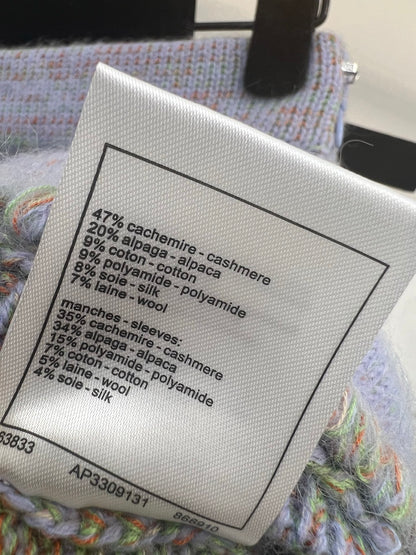 47% cachemire - cashmere
20% alpaga - alpaca
9% coton - cotton
9% polyamide - polyamide
8% soie - silk
7% laine - wool
manches - sleeves:
35% cachemire - cashmere
34% alpaga - alpaca
15% polyamide - polyamide
7% coton - cotton
5% laine - wool
4% soie - silk
63833
AP3309131
868910